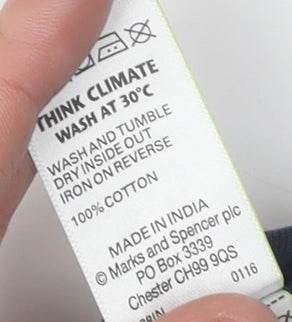 THINK CLIMATE
WASH AT 30°C
WASH AND TUMBLE
DRY INSIDE OUT
IRON ON REVERSE
100% COTTON
MADE IN INDIA
© Marks and Spencer plc
PO Box 3339
Chester CH99 9QS
0116